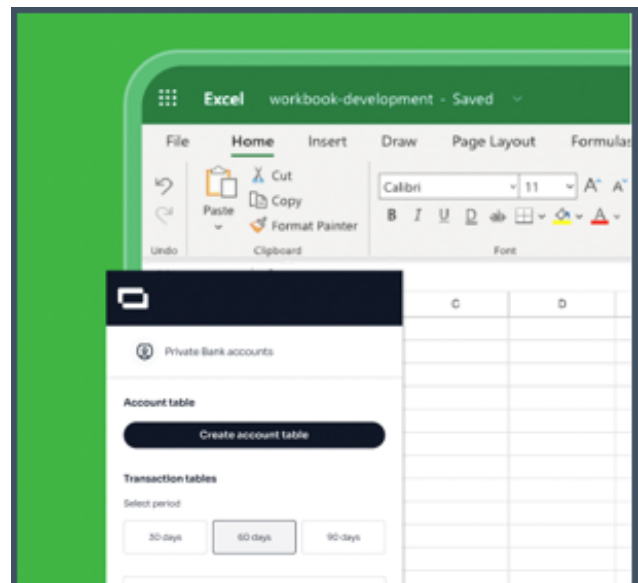 Excel workbook-development - Saved
File Home Insert Draw Page Layout Formulas
Cut
Copy
Paste
Format Painter
Calibri 11 A A
B I U D ab A
Undo Clipboard Font
C D
Private Bank accounts
Account table
Create account table
Transaction tables
Select period
30 days 60 days 90 days